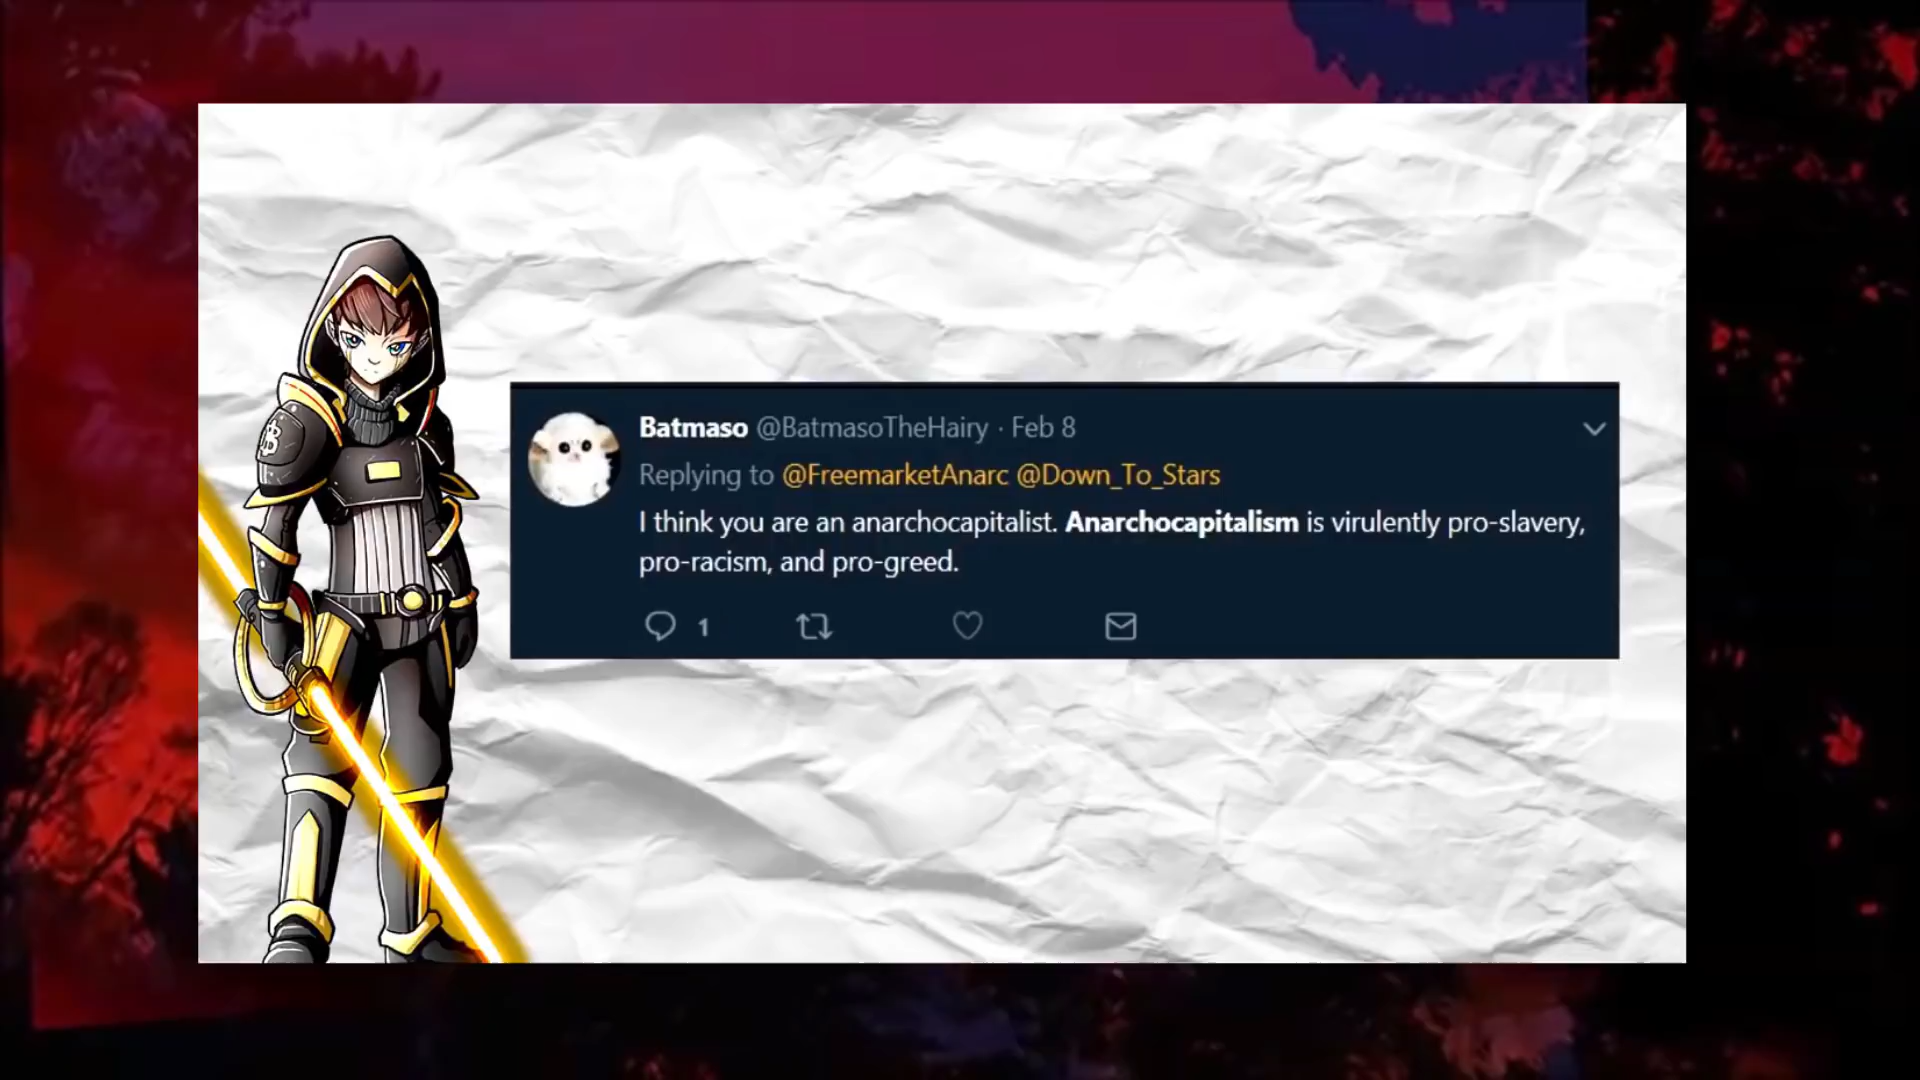 Batmaso @BatmasoTheHairy · Feb 8
Replying to @FreemarketAnarc @Down_To_Stars
I think you are an anarchocapitalist. Anarchocapitalism is virulently pro-slavery,
pro-racism, and pro-greed.
1